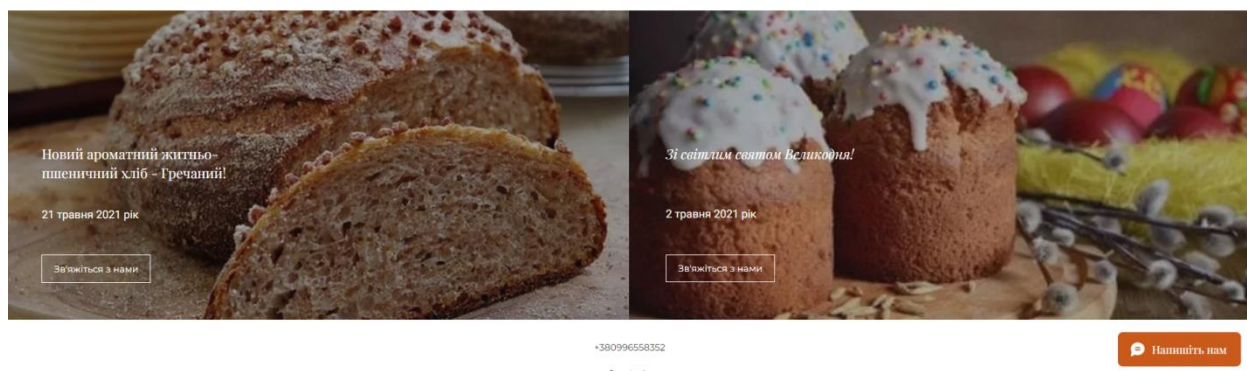 Новий ароматний житньо-
пшеничний хліб - Гречаний!
21 травня 2021 рік
Зв'яжіться з нами
Зі світлим святом Великодня!
2 травня 2021 рік
Зв'яжіться з нами
+380996558352
Напишіть нам